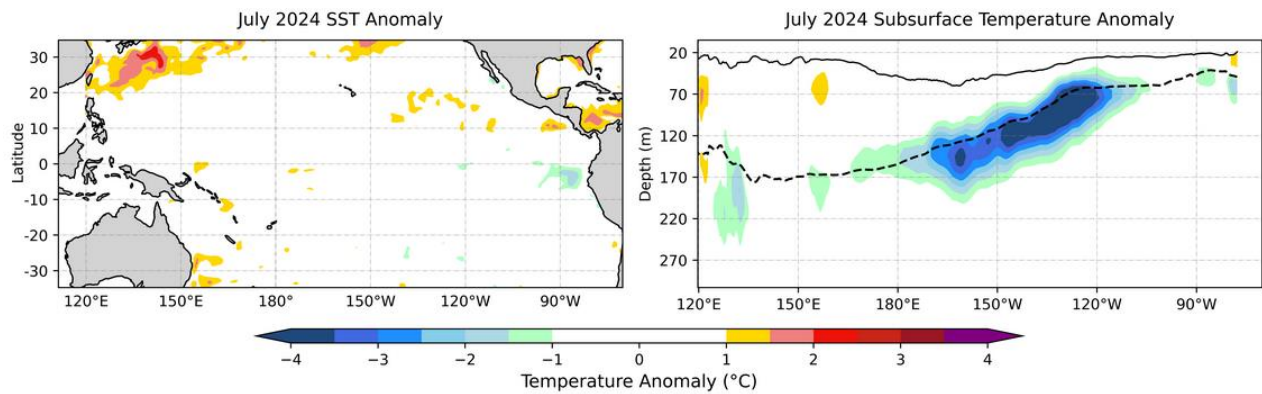 July 2024 SST Anomaly
Latitude
30
20
10
0
-10
-20
-30
120°E 150°E 180° 150°W 120°W 90°W
July 2024 Subsurface Temperature Anomaly
Depth (m)
20
70
120
170
220
270
120°E 150°E 180°E 150°W 120°W 90°W
−4 −3 −2 −1 0 1 2 3 4
Temperature Anomaly (°C)